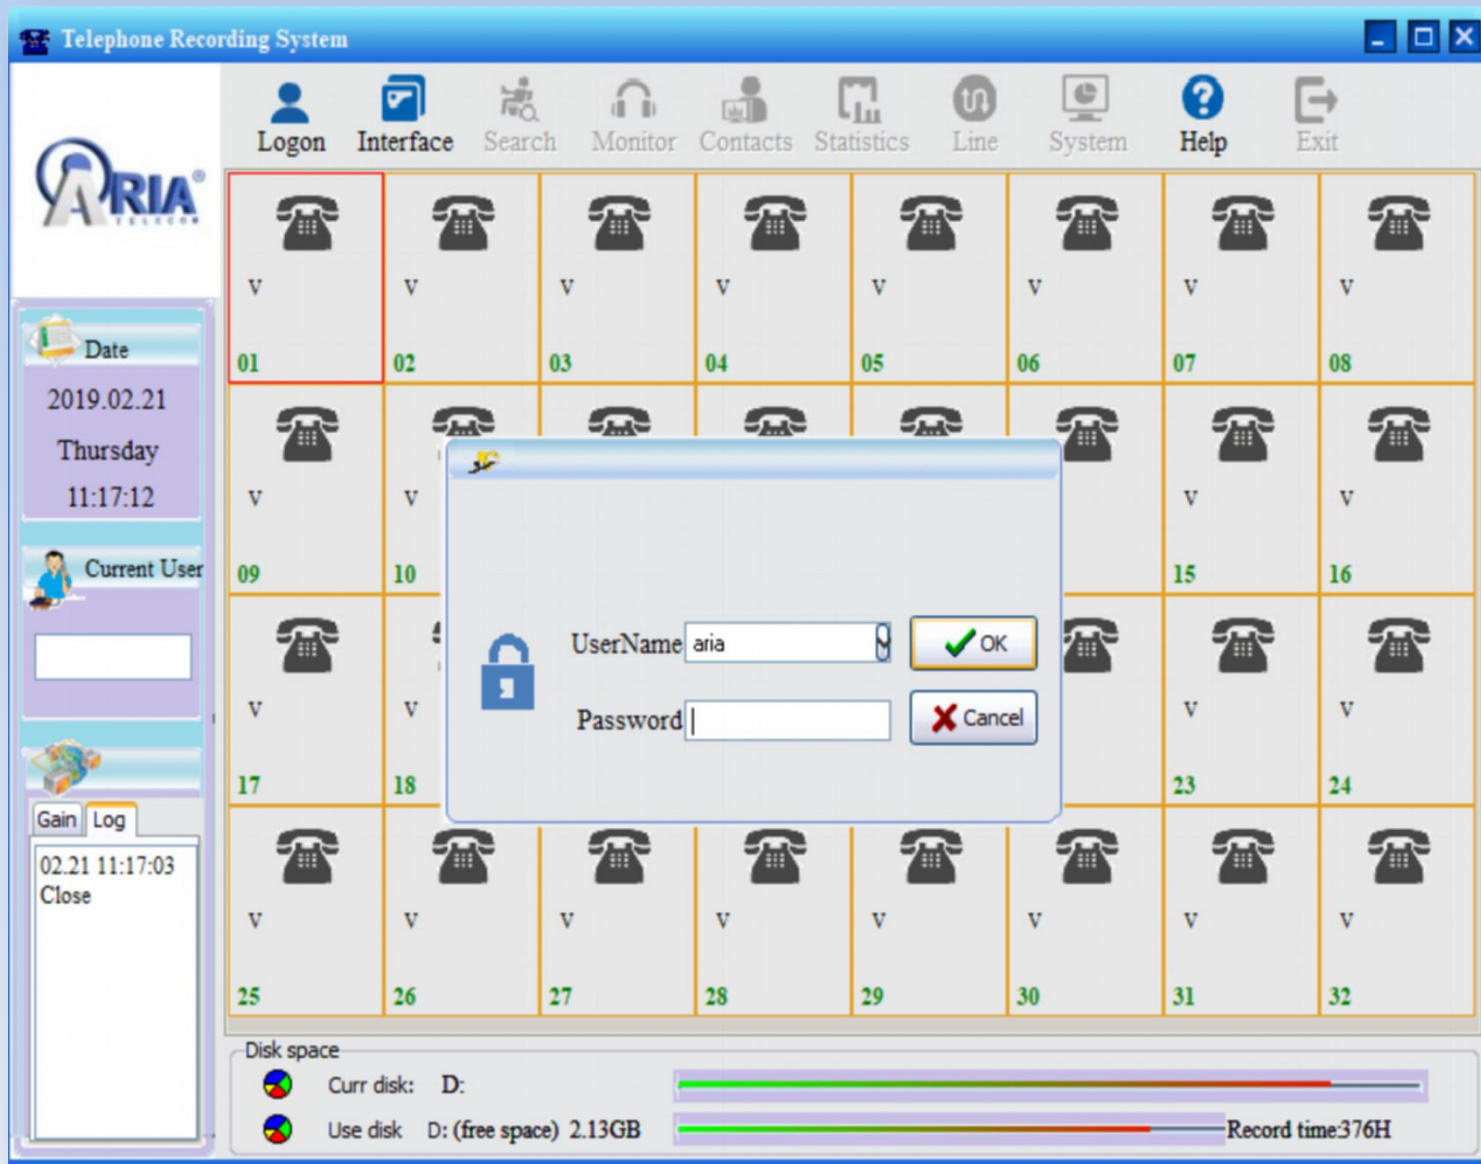 Telephone Recording System
Logon Interface Search Monitor Contacts Statistics Line System Help Exit
ARIA®
TELECOM
Date
2019.02.21
Thursday
11:17:12
Current User
Gain Log
02.21 11:17:03
Close
V V V V V V V V
01 02 03 04 05 06 07 08
V V V V
09 10 15 16
V V V V
17 18 23 24
V V V V V V V V
25 26 27 28 29 30 31 32
UserName aria OK
Password Cancel
Disk space
Curr disk: D:
Use disk D: (free space) 2.13GB Record time:376H